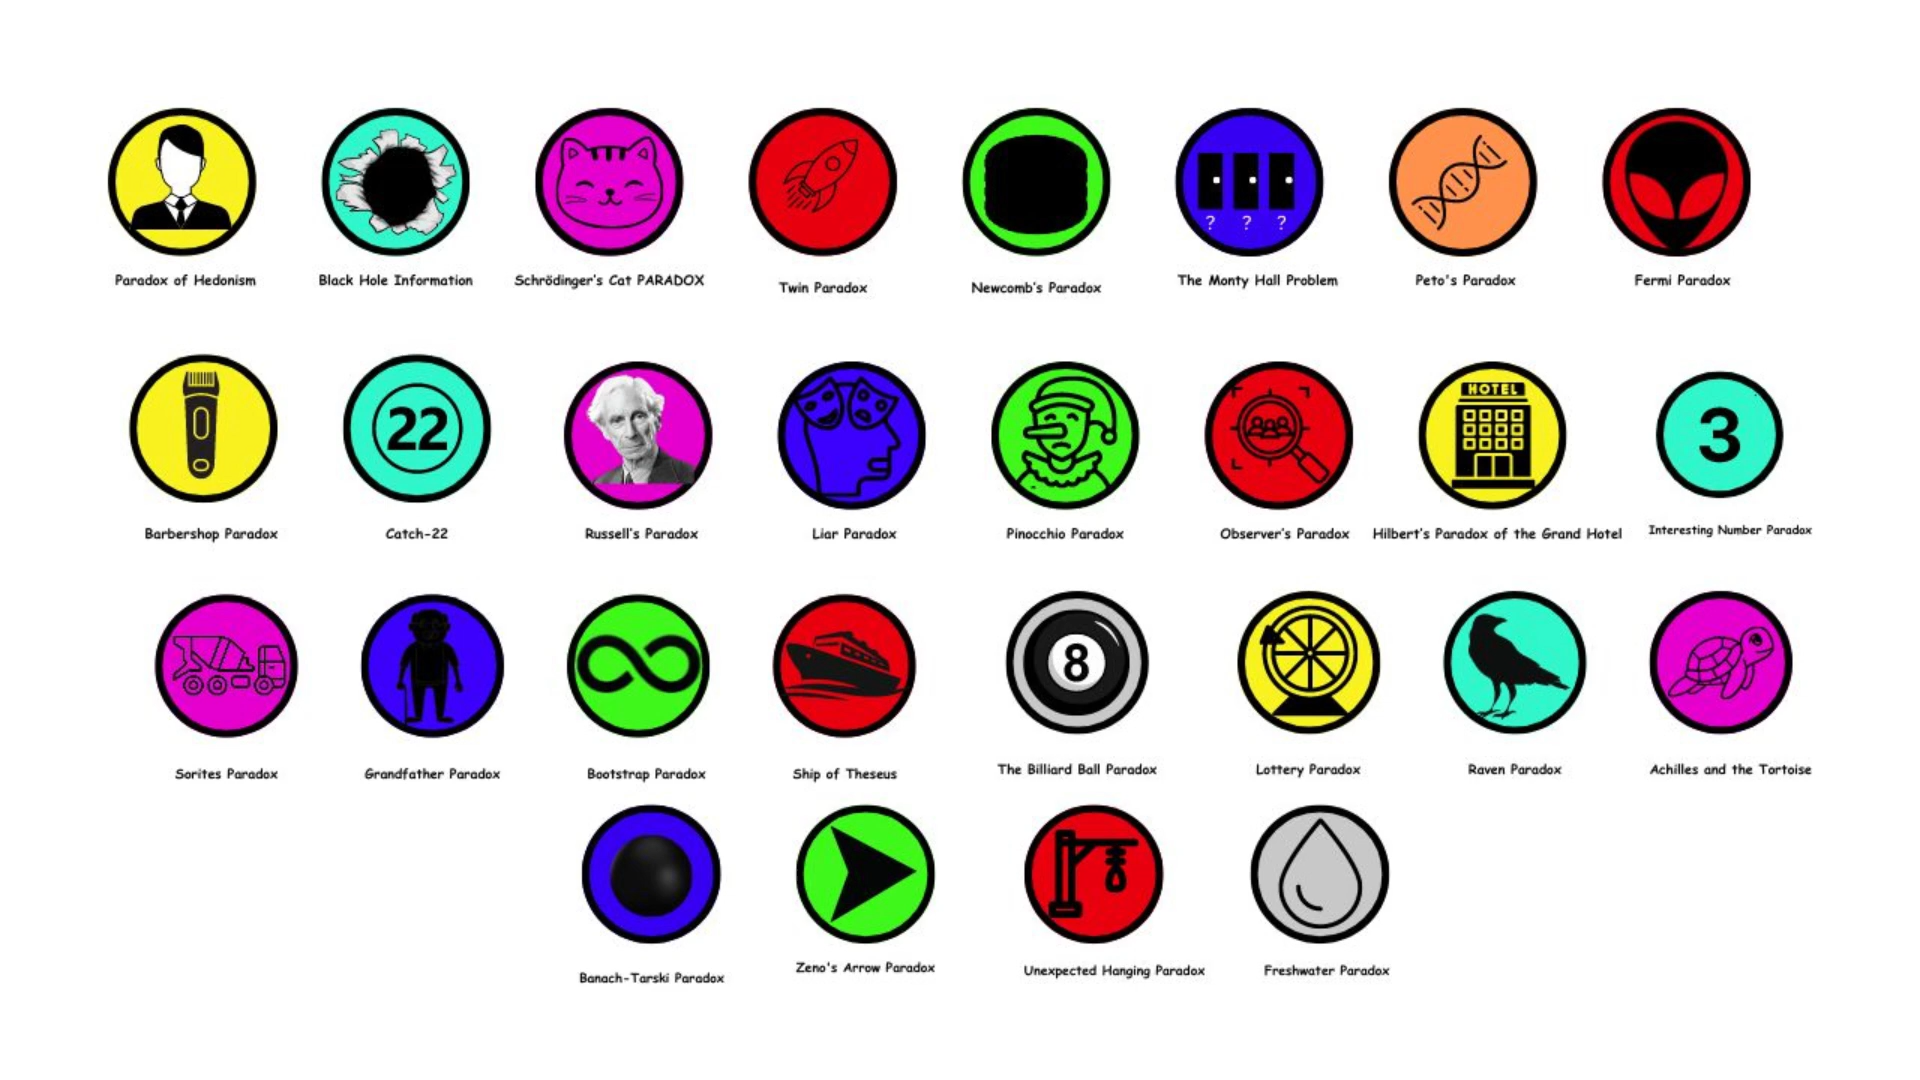 Paradox of Hedonism
Black Hole Information
Schrödinger's Cat PARADOX
Twin Paradox
Newcomb's Paradox
? ? ?
The Monty Hall Problem
Peto's Paradox
Fermi Paradox
Barbershop Paradox
22
Catch-22
Russell's Paradox
Liar Paradox
Pinocchio Paradox
Observer's Paradox
HOTEL
Hilbert's Paradox of the Grand Hotel
3
Interesting Number Paradox
Sorites Paradox
Grandfather Paradox
Bootstrap Paradox
Ship of Theseus
8
The Billiard Ball Paradox
Lottery Paradox
Raven Paradox
Achilles and the Tortoise
Banach-Tarski Paradox
Zeno's Arrow Paradox
Unexpected Hanging Paradox
Freshwater Paradox